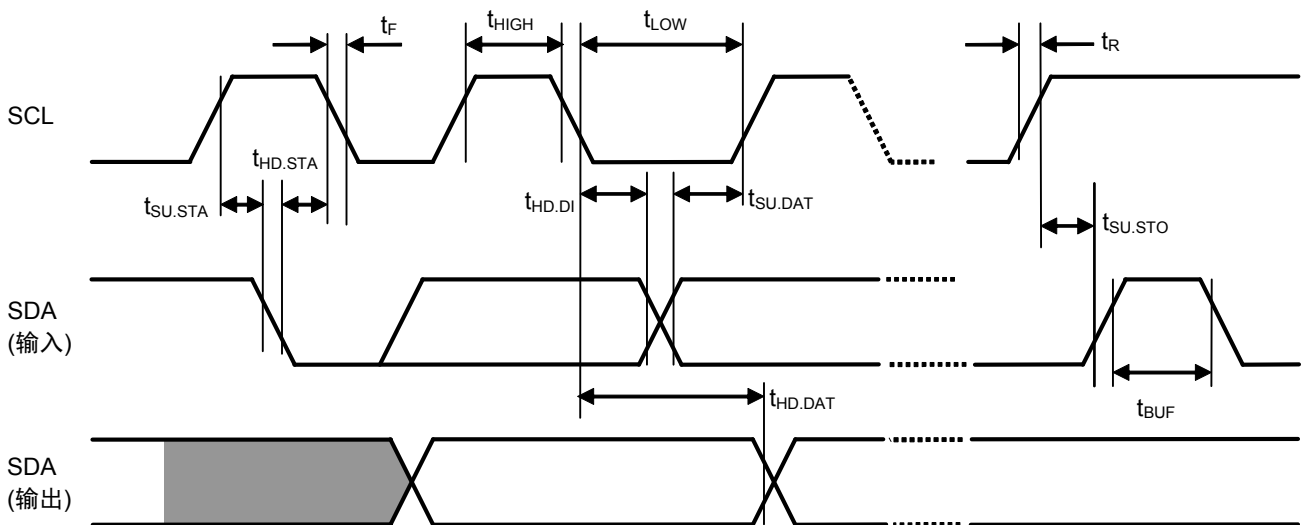 tF
tHIGH
tLOW
tR
SCL
tHD.STA
tSU.STA
tHD.DI
tSU.DAT
tSU.STO
SDA
(输入)
tHD.DAT
tBUF
SDA
(输出)